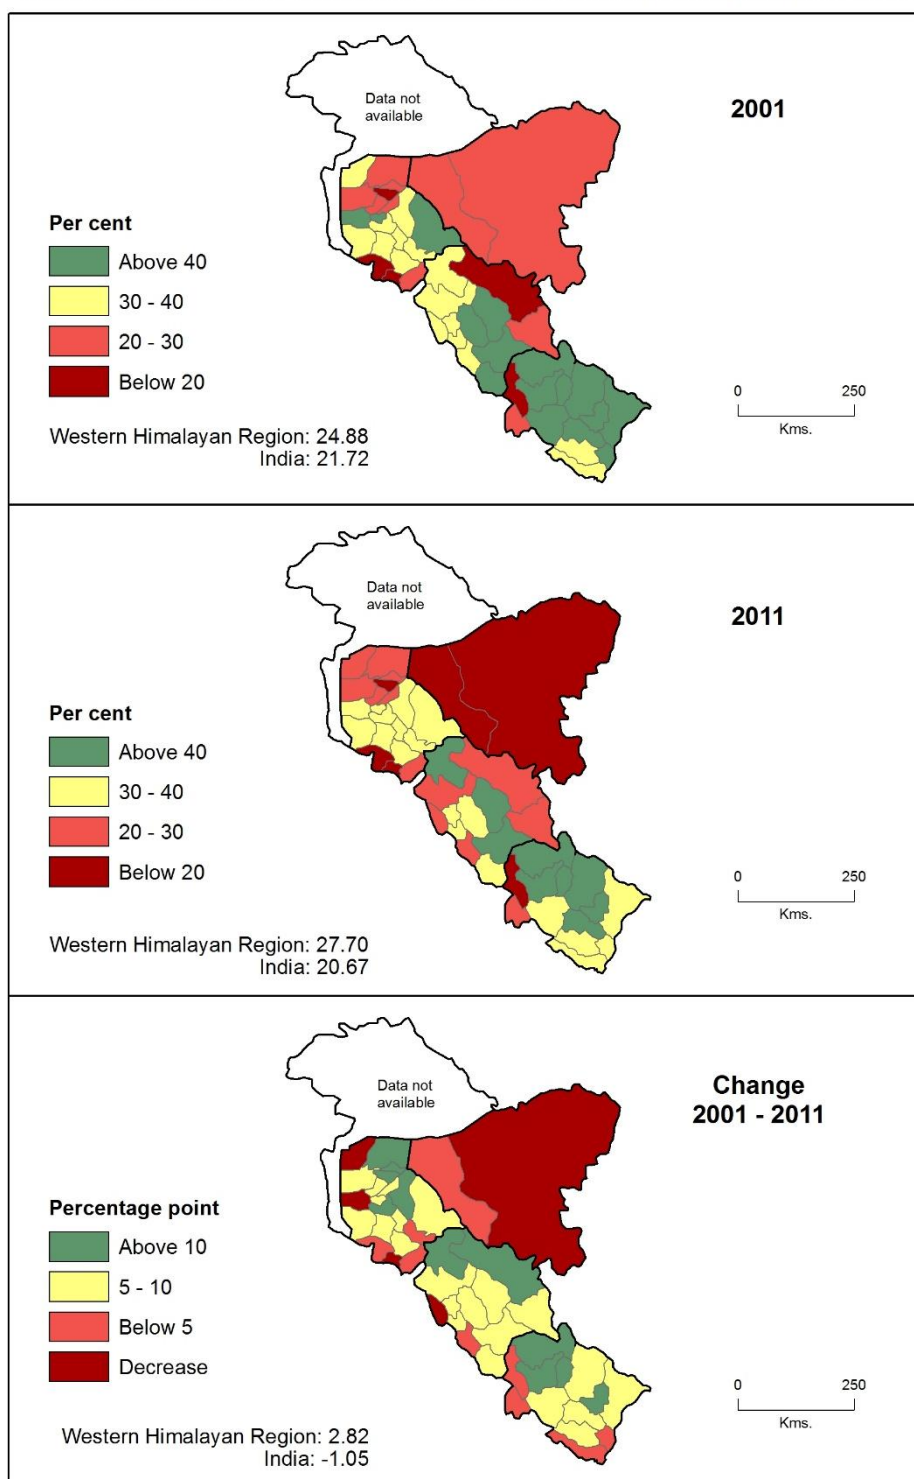 Data not
available
2001
Per cent
Above 40
30 - 40
20 - 30
Below 20
0 250
Kms.
Western Himalayan Region: 24.88
India: 21.72
Data not
available
2011
Per cent
Above 40
30 - 40
20 - 30
Below 20
0 250
Kms.
Western Himalayan Region: 27.70
India: 20.67
Data not
available
Change
2001 - 2011
Percentage point
Above 10
5 - 10
Below 5
Decrease
0 250
Kms.
Western Himalayan Region: 2.82
India: -1.05